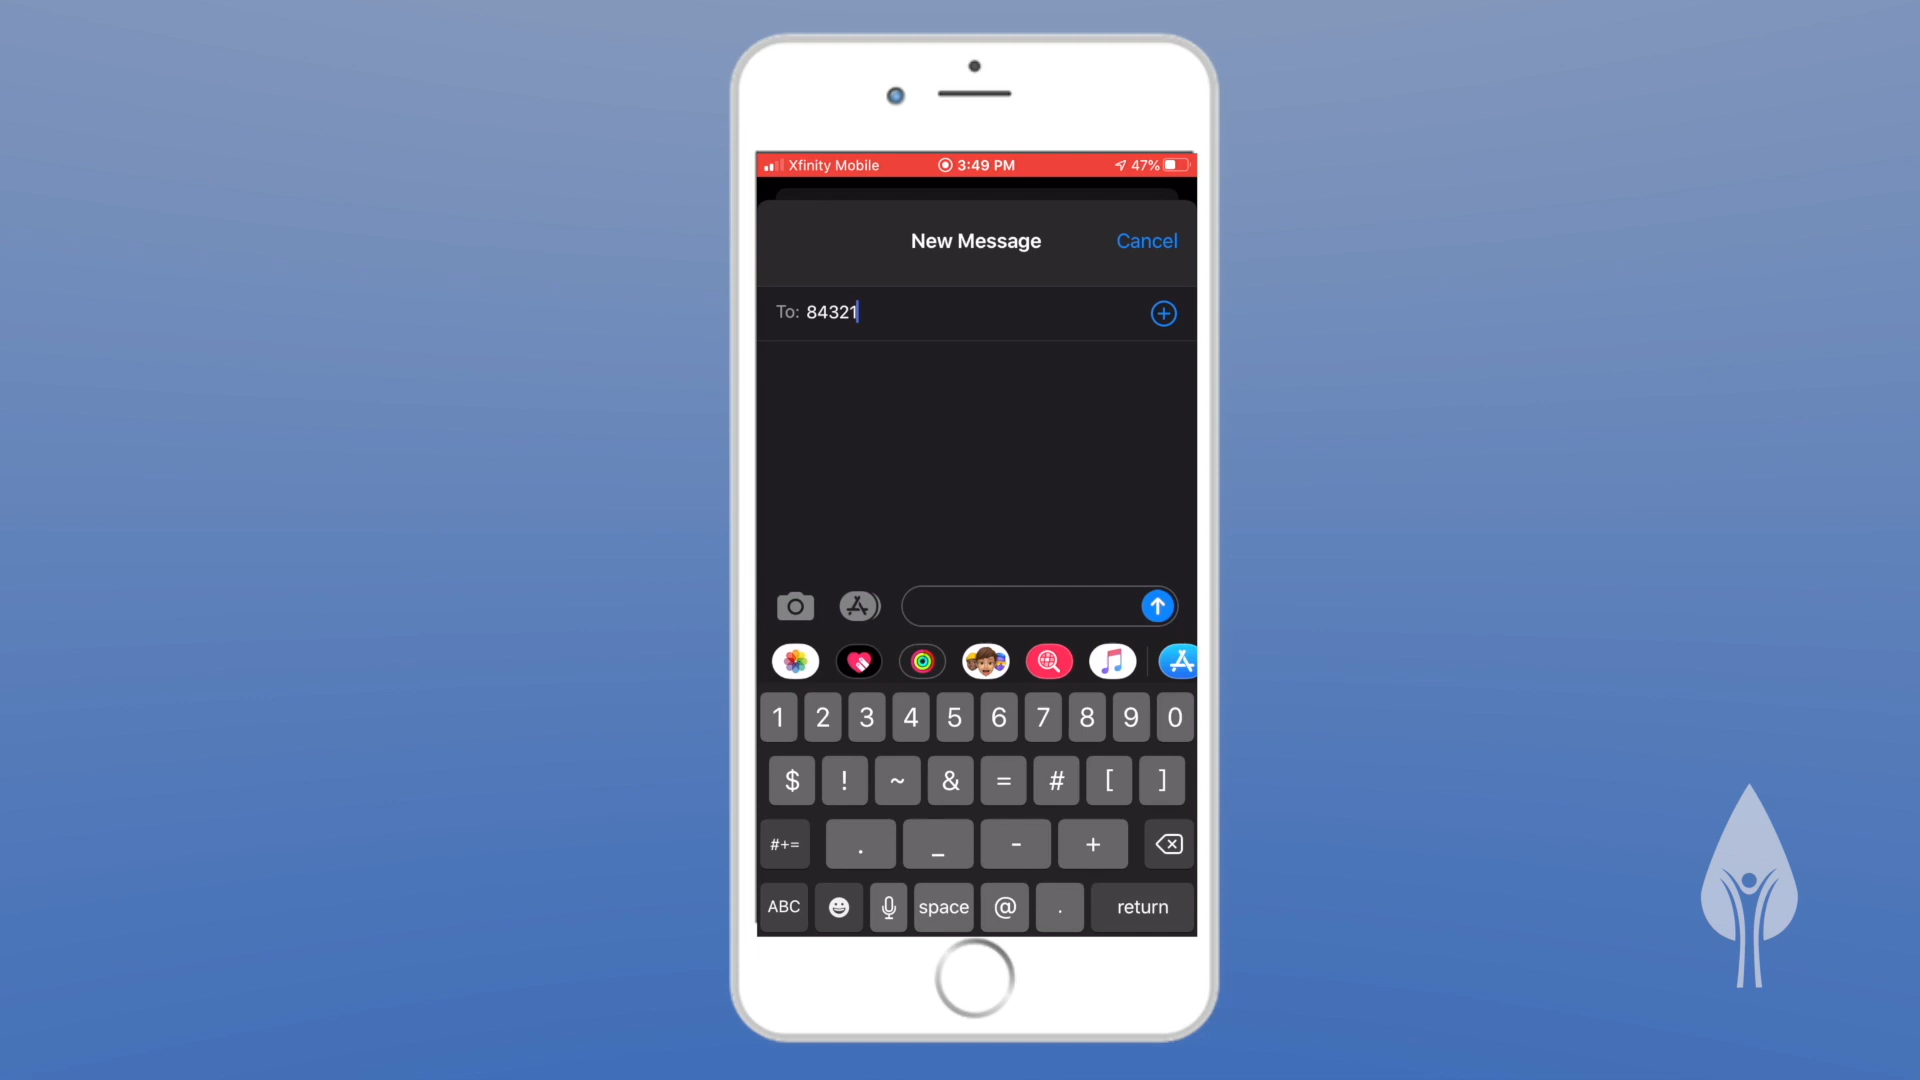 Xfinity Mobile 3:49 PM 47%
New Message Cancel
To: 84321
1 2 3 4 5 6 7 8 9 0
$ ! ~ & = # [ ]
#+= . _ - +
ABC space @ . return